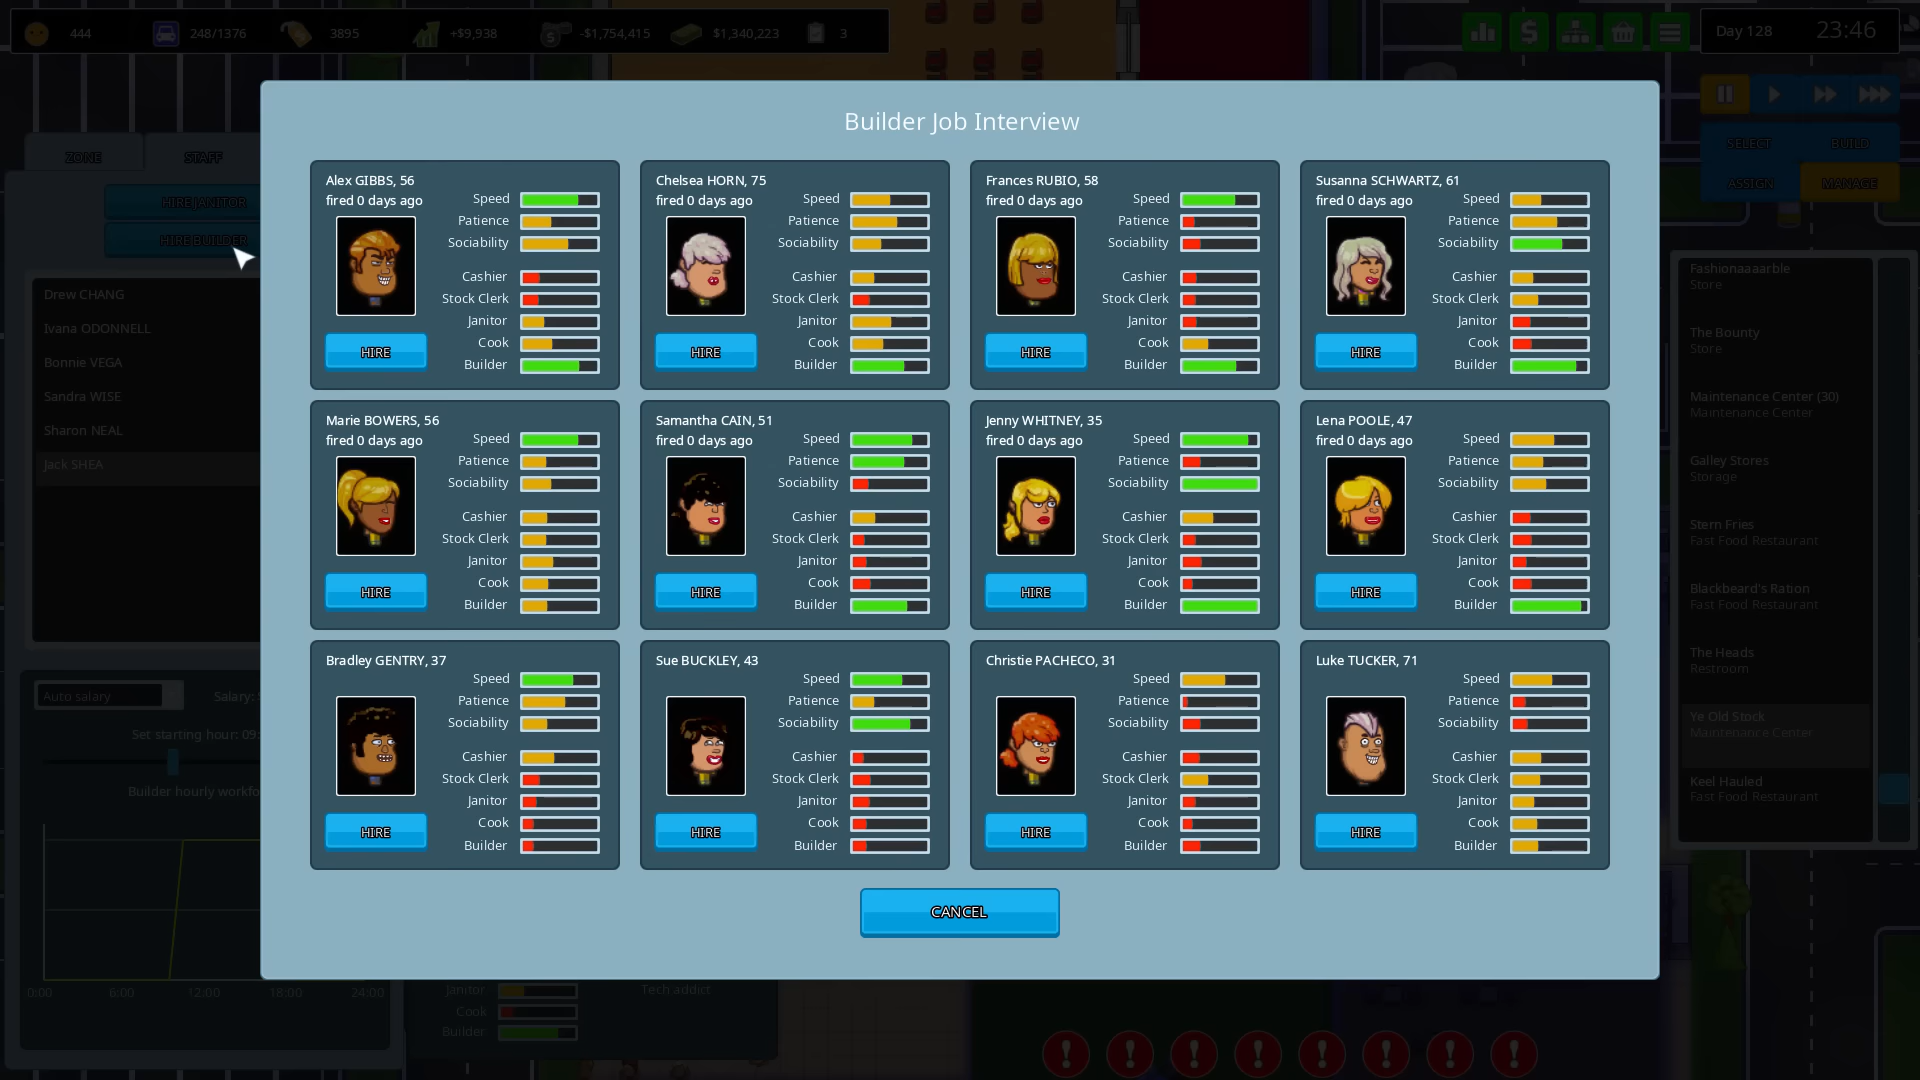 444
248/1376
3895
+$9,938
-$1,754,415
$1,340,223
3
Day 128
23:46
SELECT
BUILD
ASSIGN
MANAGE
ZONE
STAFF
HIRE JANITOR
HIRE BUILDER
Drew CHANG
Ivana ODONNELL
Bonnie VEGA
Sandra WISE
Sharon NEAL
Jack SHEA
Auto salary
Salary:
Set starting hour: 09:
Builder hourly workfo
0:00
6:00
12:00
18:00
24:00
Builder Job Interview
Alex GIBBS, 56
fired 0 days ago
Speed
Patience
Sociability
Cashier
Stock Clerk
Janitor
Cook
Builder
HIRE
Chelsea HORN, 75
fired 0 days ago
Speed
Patience
Sociability
Cashier
Stock Clerk
Janitor
Cook
Builder
HIRE
Frances RUBIO, 58
fired 0 days ago
Speed
Patience
Sociability
Cashier
Stock Clerk
Janitor
Cook
Builder
HIRE
Susanna SCHWARTZ, 61
fired 0 days ago
Speed
Patience
Sociability
Cashier
Stock Clerk
Janitor
Cook
Builder
HIRE
Marie BOWERS, 56
fired 0 days ago
Speed
Patience
Sociability
Cashier
Stock Clerk
Janitor
Cook
Builder
HIRE
Samantha CAIN, 51
fired 0 days ago
Speed
Patience
Sociability
Cashier
Stock Clerk
Janitor
Cook
Builder
HIRE
Jenny WHITNEY, 35
fired 0 days ago
Speed
Patience
Sociability
Cashier
Stock Clerk
Janitor
Cook
Builder
HIRE
Lena POOLE, 47
fired 0 days ago
Speed
Patience
Sociability
Cashier
Stock Clerk
Janitor
Cook
Builder
HIRE
Bradley GENTRY, 37
Speed
Patience
Sociability
Cashier
Stock Clerk
Janitor
Cook
Builder
HIRE
Sue BUCKLEY, 43
Speed
Patience
Sociability
Cashier
Stock Clerk
Janitor
Cook
Builder
HIRE
Christie PACHECO, 31
Speed
Patience
Sociability
Cashier
Stock Clerk
Janitor
Cook
Builder
HIRE
Luke TUCKER, 71
Speed
Patience
Sociability
Cashier
Stock Clerk
Janitor
Cook
Builder
HIRE
CANCEL
Janitor
Cook
Builder
Tech addict
Fashionaaaarble
Store
The Bounty
Store
Maintenance Center (30)
Maintenance Center
Galley Stores
Storage
Stern Fries
Fast Food Restaurant
Blackbeard's Ration
Fast Food Restaurant
The Heads
Restroom
Ye Old Stock
Maintenance Center
Keel Hauled
Fast Food Restaurant